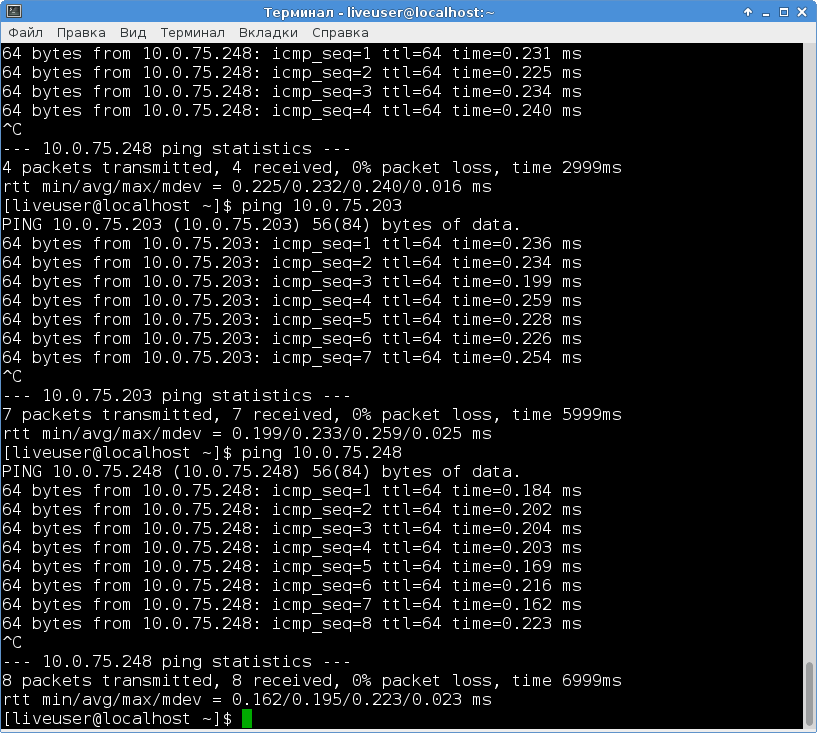 Терминал - liveuser@localhost:~
Файл Правка Вид Терминал Вкладки Справка
64 bytes from 10.0.75.248: icmp_seq=1 ttl=64 time=0.231 ms
64 bytes from 10.0.75.248: icmp_seq=2 ttl=64 time=0.225 ms
64 bytes from 10.0.75.248: icmp_seq=3 ttl=64 time=0.234 ms
64 bytes from 10.0.75.248: icmp_seq=4 ttl=64 time=0.240 ms
^C
--- 10.0.75.248 ping statistics ---
4 packets transmitted, 4 received, 0% packet loss, time 2999ms
rtt min/avg/max/mdev = 0.225/0.232/0.240/0.016 ms
[liveuser@localhost ~]$ ping 10.0.75.203
PING 10.0.75.203 (10.0.75.203) 56(84) bytes of data.
64 bytes from 10.0.75.203: icmp_seq=1 ttl=64 time=0.236 ms
64 bytes from 10.0.75.203: icmp_seq=2 ttl=64 time=0.234 ms
64 bytes from 10.0.75.203: icmp_seq=3 ttl=64 time=0.199 ms
64 bytes from 10.0.75.203: icmp_seq=4 ttl=64 time=0.259 ms
64 bytes from 10.0.75.203: icmp_seq=5 ttl=64 time=0.228 ms
64 bytes from 10.0.75.203: icmp_seq=6 ttl=64 time=0.226 ms
64 bytes from 10.0.75.203: icmp_seq=7 ttl=64 time=0.254 ms
^C
--- 10.0.75.203 ping statistics ---
7 packets transmitted, 7 received, 0% packet loss, time 5999ms
rtt min/avg/max/mdev = 0.199/0.233/0.259/0.025 ms
[liveuser@localhost ~]$ ping 10.0.75.248
PING 10.0.75.248 (10.0.75.248) 56(84) bytes of data.
64 bytes from 10.0.75.248: icmp_seq=1 ttl=64 time=0.184 ms
64 bytes from 10.0.75.248: icmp_seq=2 ttl=64 time=0.202 ms
64 bytes from 10.0.75.248: icmp_seq=3 ttl=64 time=0.204 ms
64 bytes from 10.0.75.248: icmp_seq=4 ttl=64 time=0.203 ms
64 bytes from 10.0.75.248: icmp_seq=5 ttl=64 time=0.169 ms
64 bytes from 10.0.75.248: icmp_seq=6 ttl=64 time=0.216 ms
64 bytes from 10.0.75.248: icmp_seq=7 ttl=64 time=0.162 ms
64 bytes from 10.0.75.248: icmp_seq=8 ttl=64 time=0.223 ms
^C
--- 10.0.75.248 ping statistics ---
8 packets transmitted, 8 received, 0% packet loss, time 6999ms
rtt min/avg/max/mdev = 0.162/0.195/0.223/0.023 ms
[liveuser@localhost ~]$